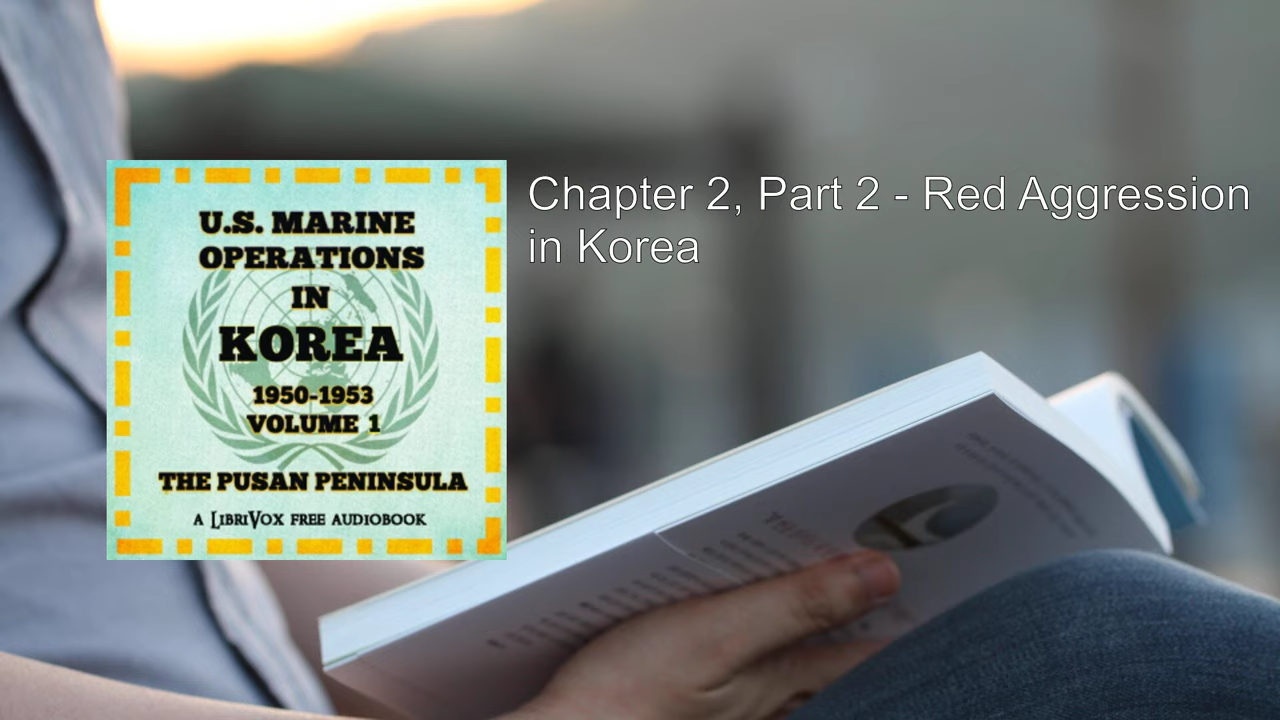 U.S. MARINE
OPERATIONS
IN
KOREA
1950-1953
VOLUME 1
THE PUSAN PENINSULA
A LIBRIVOX FREE AUDIOBOOK
Chapter 2, Part 2 - Red Aggression
in Korea